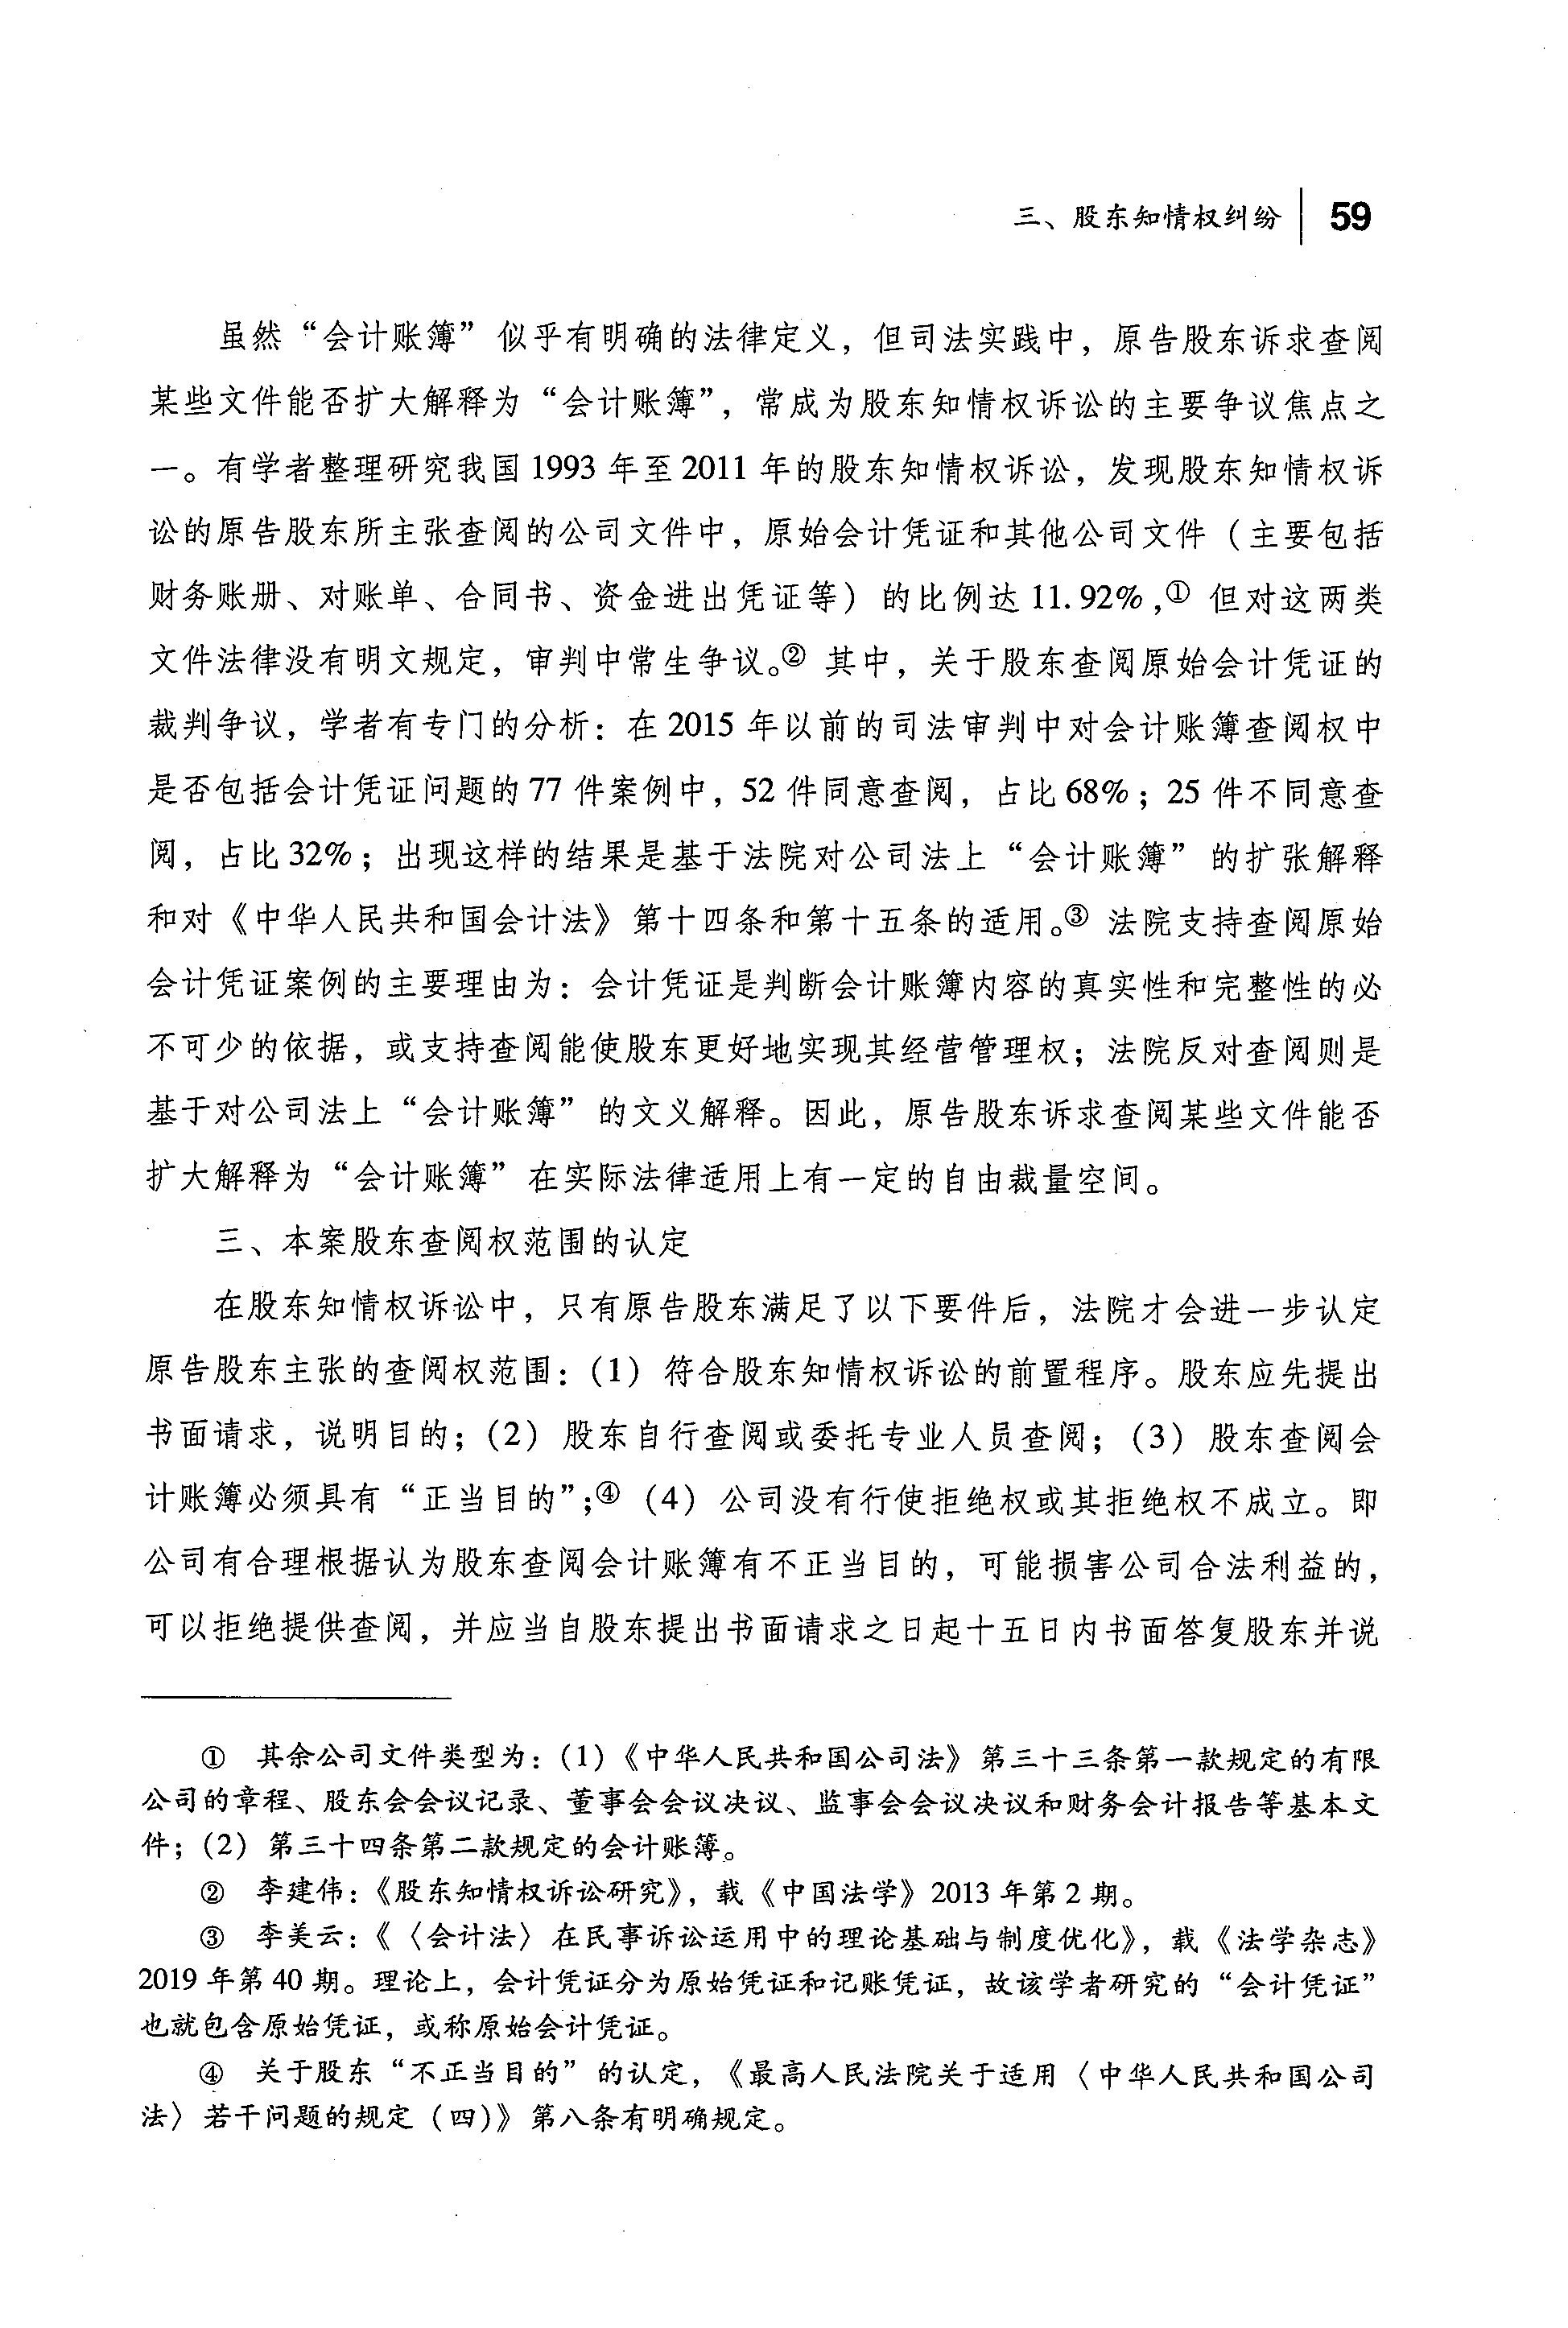 三、股东知情权纠纷 59
虽然“会计账簿”似乎有明确的法律定义，但司法实践中，原告股东诉求查阅
某些文件能否扩大解释为“会计账簿”，常成为股东知情权诉讼的主要争议焦点之
一。有学者整理研究我国 1993 年至 2011 年的股东知情权诉讼，发现股东知情权诉
讼的原告股东所主张查阅的公司文件中，原始会计凭证和其他公司文件（主要包括
财务账册、对账单、合同书、资金进出凭证等）的比例达 11.92%，① 但对这两类
文件法律没有明文规定，审判中常生争议。② 其中，关于股东查阅原始会计凭证的
裁判争议，学者有专门的分析：在 2015 年以前的司法审判中对会计账簿查阅权中
是否包括会计凭证问题的 77 件案例中，52 件同意查阅，占比 68%；25 件不同意查
阅，占比 32%；出现这样的结果是基于法院对公司法上“会计账簿”的扩张解释
和对《中华人民共和国会计法》第十四条和第十五条的适用。③ 法院支持查阅原始
会计凭证案例的主要理由为：会计凭证是判断会计账簿内容的真实性和完整性的必
不可少的依据，或支持查阅能使股东更好地实现其经营管理权；法院反对查阅则是
基于对公司法上“会计账簿”的文义解释。因此，原告股东诉求查阅某些文件能否
扩大解释为“会计账簿”在实际法律适用上有一定的自由裁量空间。
三、本案股东查阅权范围的认定
在股东知情权诉讼中，只有原告股东满足了以下要件后，法院才会进一步认定
原告股东主张的查阅权范围：（1）符合股东知情权诉讼的前置程序。股东应先提出
书面请求，说明目的；（2）股东自行查阅或委托专业人员查阅；（3）股东查阅会
计账簿必须具有“正当目的”；④（4）公司没有行使拒绝权或其拒绝权不成立。即
公司有合理根据认为股东查阅会计账簿有不正当目的，可能损害公司合法利益的，
可以拒绝提供查阅，并应当自股东提出书面请求之日起十五日内书面答复股东并说
① 其余公司文件类型为：（1）《中华人民共和国公司法》第三十三条第一款规定的有限
公司的章程、股东会会议记录、董事会会议决议、监事会会议决议和财务会计报告等基本文
件；（2）第三十四条第二款规定的会计账簿。
② 李建伟：《股东知情权诉讼研究》，载《中国法学》2013 年第 2 期。
③ 李美云：《〈会计法〉在民事诉讼运用中的理论基础与制度优化》，载《法学杂志》
2019 年第 40 期。理论上，会计凭证分为原始凭证和记账凭证，故该学者研究的“会计凭证”
也就包含原始凭证，或称原始会计凭证。
④ 关于股东“不正当目的”的认定，《最高人民法院关于适用〈中华人民共和国公司
法〉若干问题的规定（四）》第八条有明确规定。